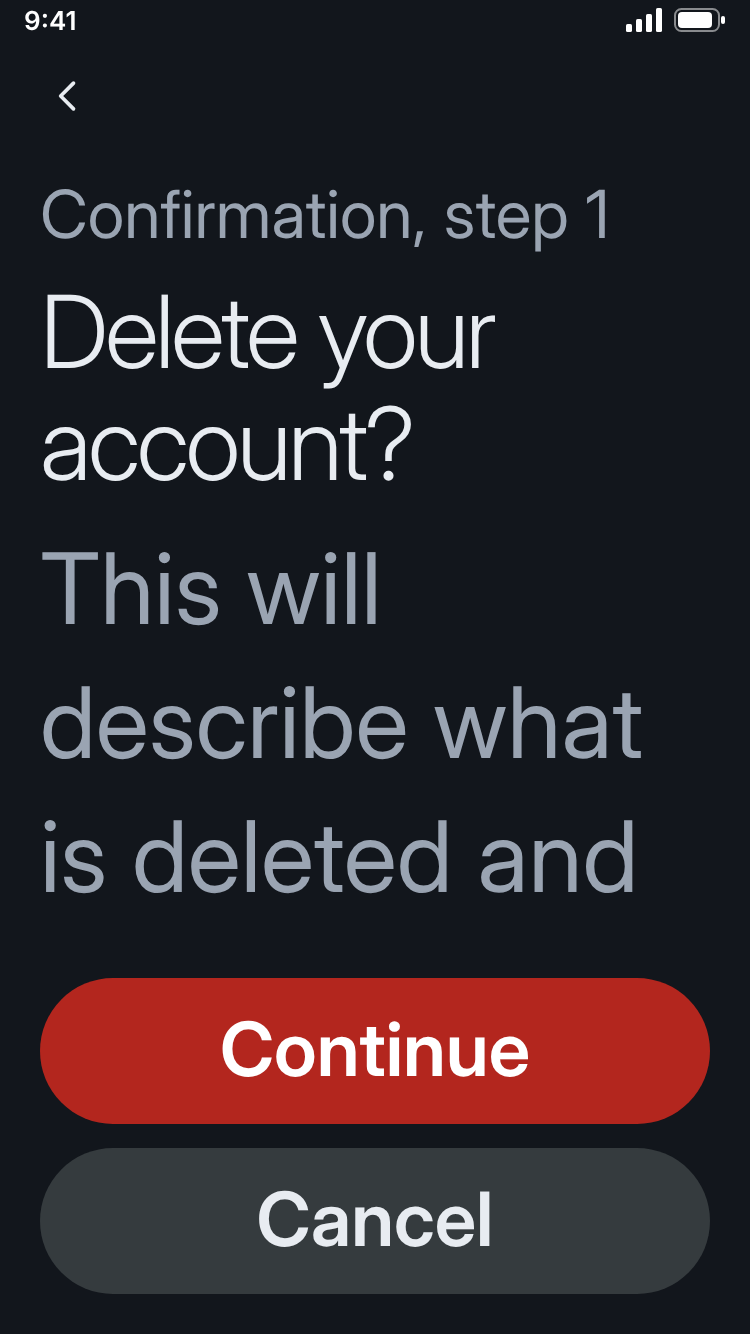 9:41
Confirmation, step 1
Delete your
account?
This will
describe what
is deleted and
Continue
Cancel